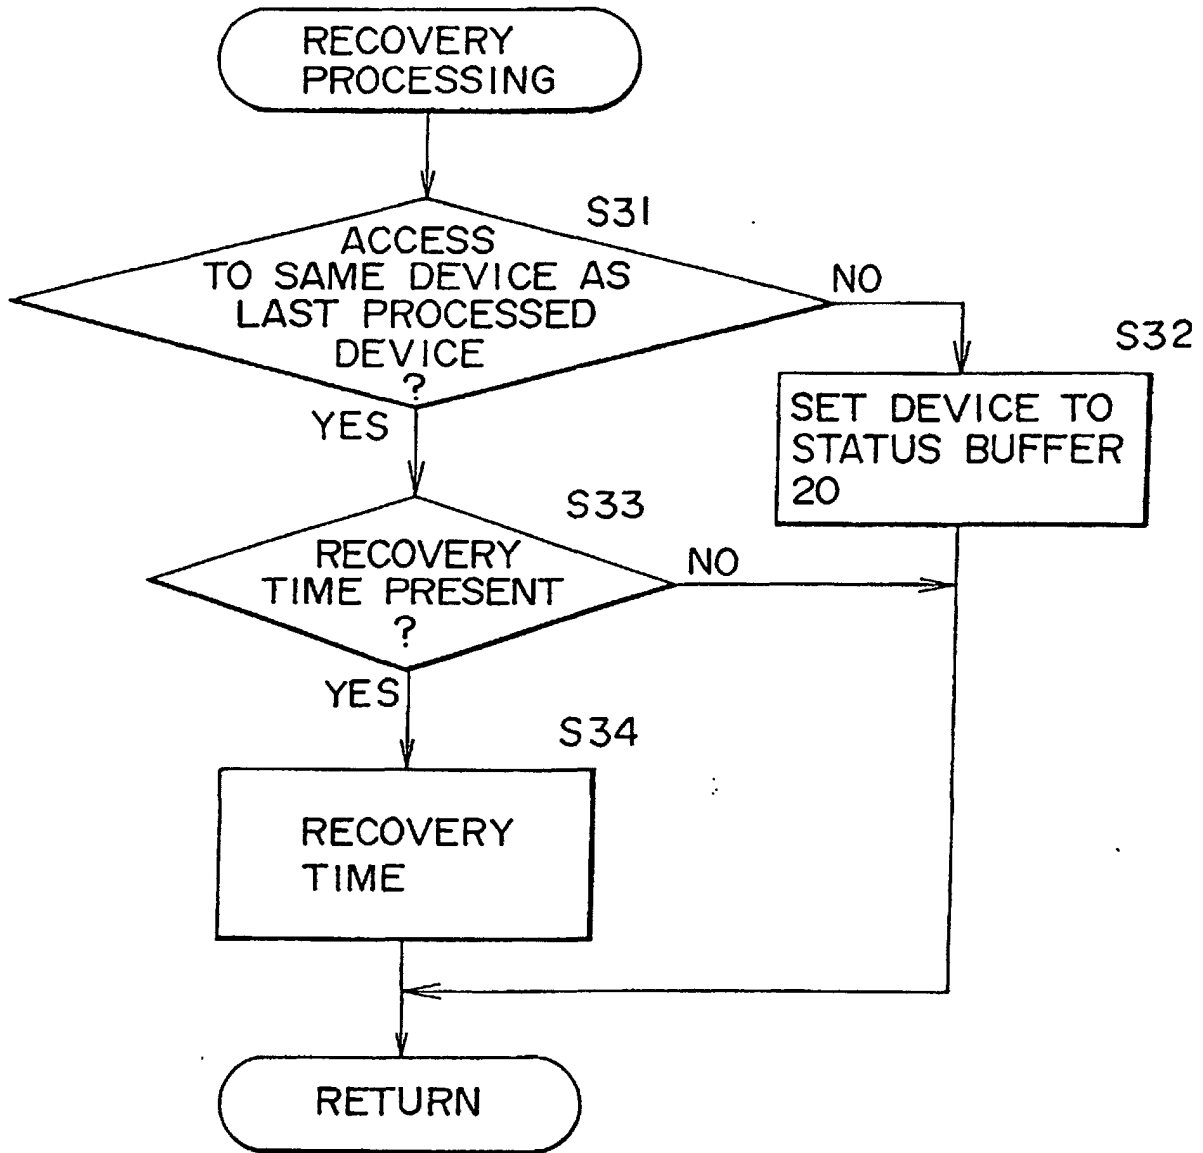 RECOVERY
PROCESSING
S31
ACCESS
TO SAME DEVICE AS
LAST PROCESSED
DEVICE
?
NO
YES
S32
SET DEVICE TO
STATUS BUFFER
20
S33
RECOVERY
TIME PRESENT
?
NO
YES
S34
RECOVERY
TIME
RETURN